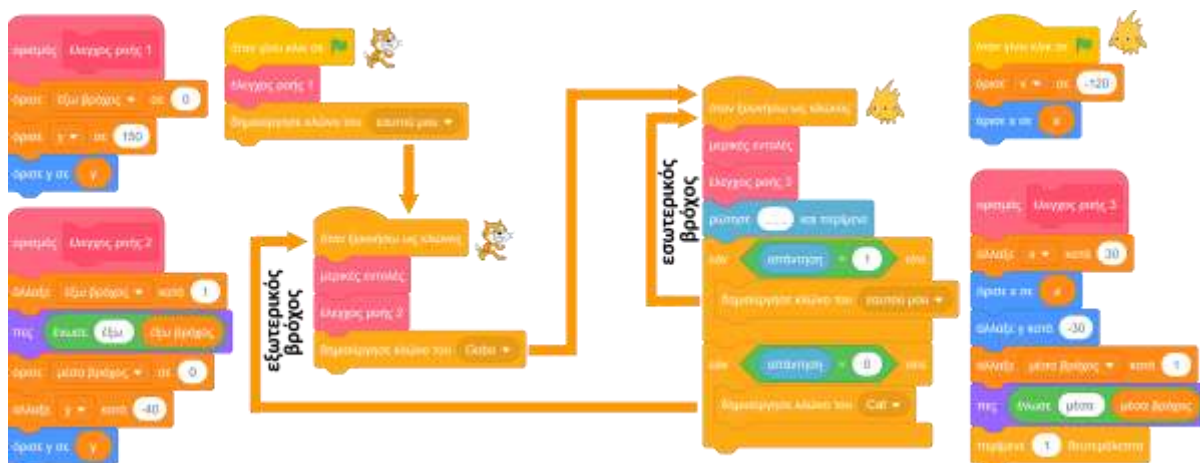 ορισμός έλεγχος ροής 1
όρισε έξω βρόχος σε 0
όρισε y σε 150
όρισε y σε y
όταν γίνει κλικ σε
έλεγχος ροής 1
δημιούργησε κλώνο του εαυτού μου
ορισμός έλεγχος ροής 2
άλλαξε έξω βρόχος κατά 1
πες ένωσε έξω έξω βρόχος
όρισε μέσα βρόχος σε 0
άλλαξε y κατά -40
όρισε y σε y
εξωτερικός
βρόχος
όταν ξεκινήσω ως κλώνος
μερικές εντολές
έλεγχος ροής 2
δημιούργησε κλώνο του Gobo
εσωτερικός
βρόχος
όταν ξεκινήσω ως κλώνος
μερικές εντολές
έλεγχος ροής 3
ρώτησε ... και περίμενε
εάν απάντηση = 1 τότε
δημιούργησε κλώνο του εαυτού μου
εάν απάντηση = 0 τότε
δημιούργησε κλώνο του Cat
όταν γίνει κλικ σε
όρισε x σε -120
όρισε x σε x
ορισμός έλεγχος ροής 3
άλλαξε x κατά 30
όρισε x σε x
άλλαξε y κατά -30
άλλαξε μέσα βρόχος κατά 1
πες ένωσε μέσα μέσα βρόχος
περίμενε 1 δευτερόλεπτα